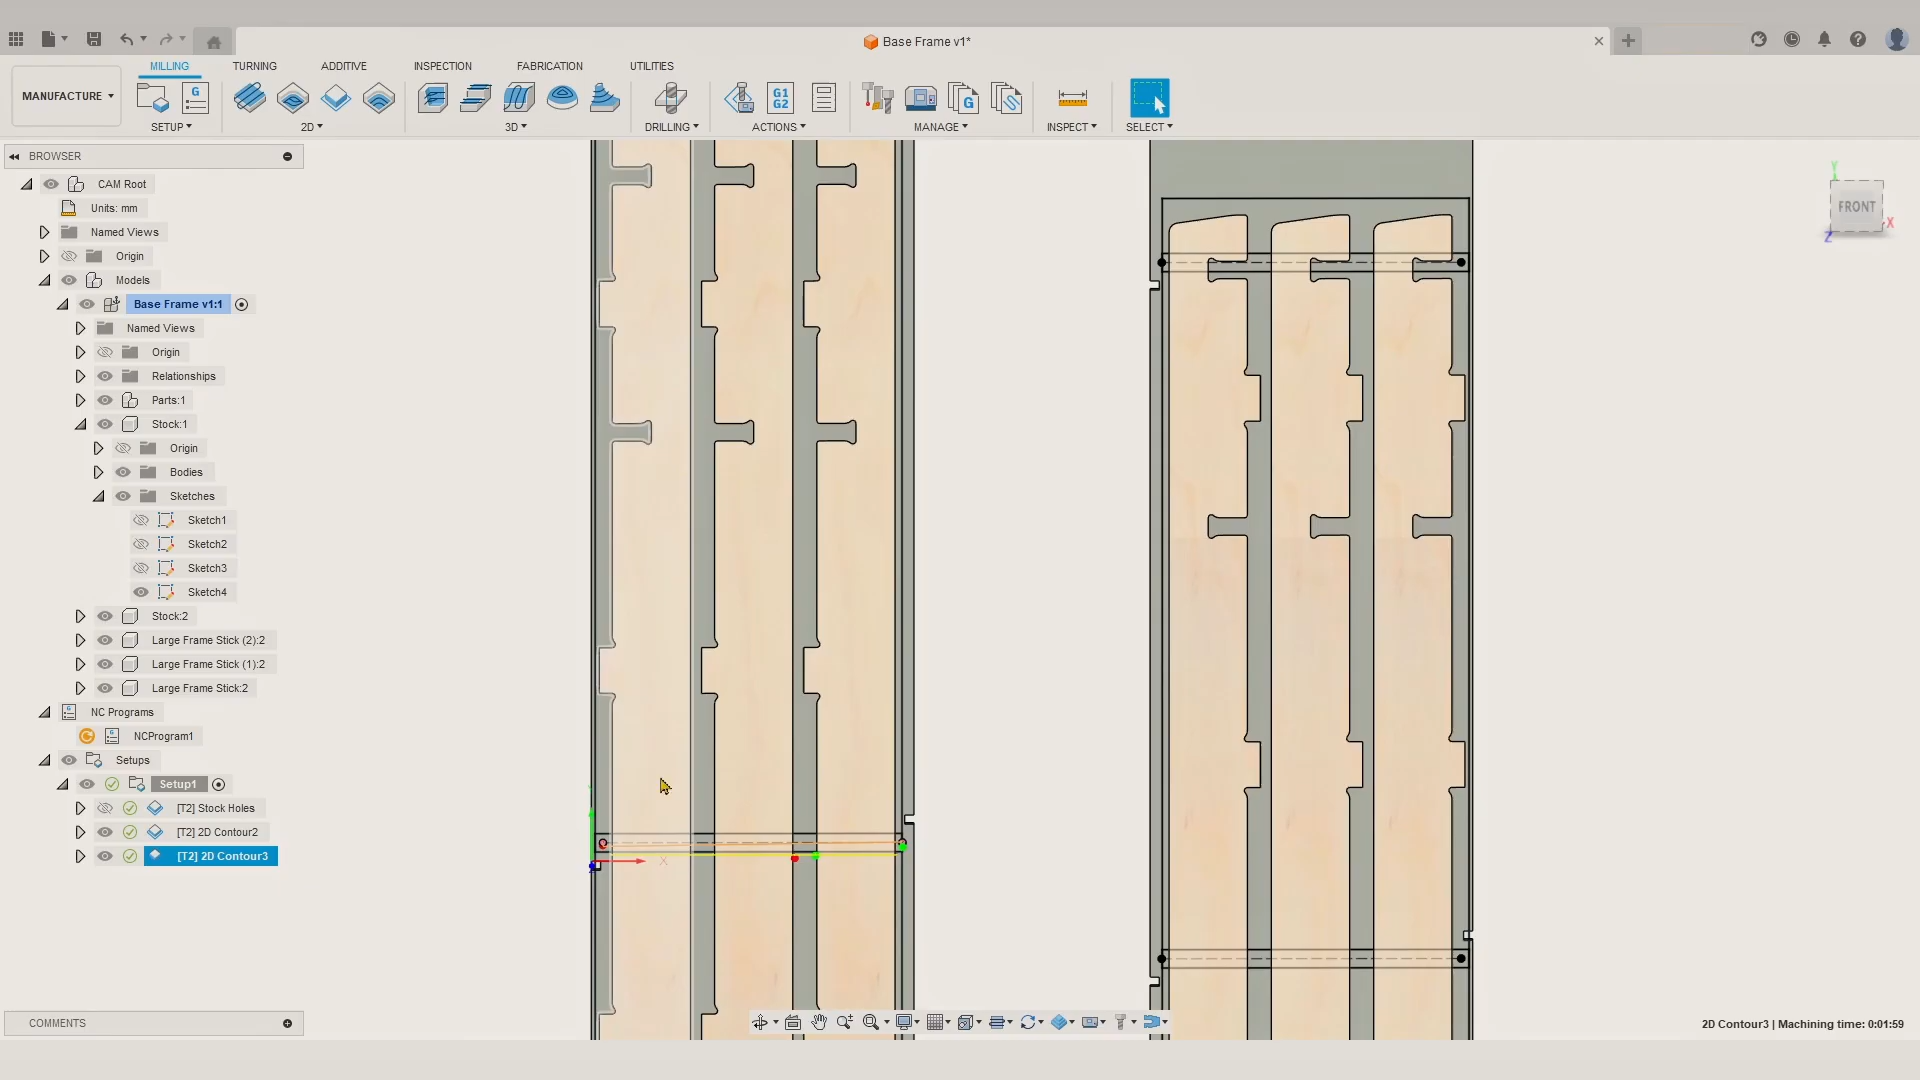 Base Frame v1*
MILLING TURNING ADDITIVE INSPECTION FABRICATION UTILITIES
MANUFACTURE
G
G1
G2
G
SETUP 2D 3D DRILLING ACTIONS MANAGE INSPECT SELECT
BROWSER
CAM Root
Units: mm
Named Views
Origin
Models
Base Frame v1:1
Named Views
Origin
Relationships
Parts:1
Stock:1
Origin
Bodies
Sketches
Sketch1
Sketch2
Sketch3
Sketch4
Stock:2
Large Frame Stick (2):2
Large Frame Stick (1):2
Large Frame Stick:2
NC Programs
NCProgram1
Setups
Setup1
[T2] Stock Holes
[T2] 2D Contour2
[T2] 2D Contour3
COMMENTS
Y
FRONT
X
Z
X
2D Contour3 | Machining time: 0:01:59